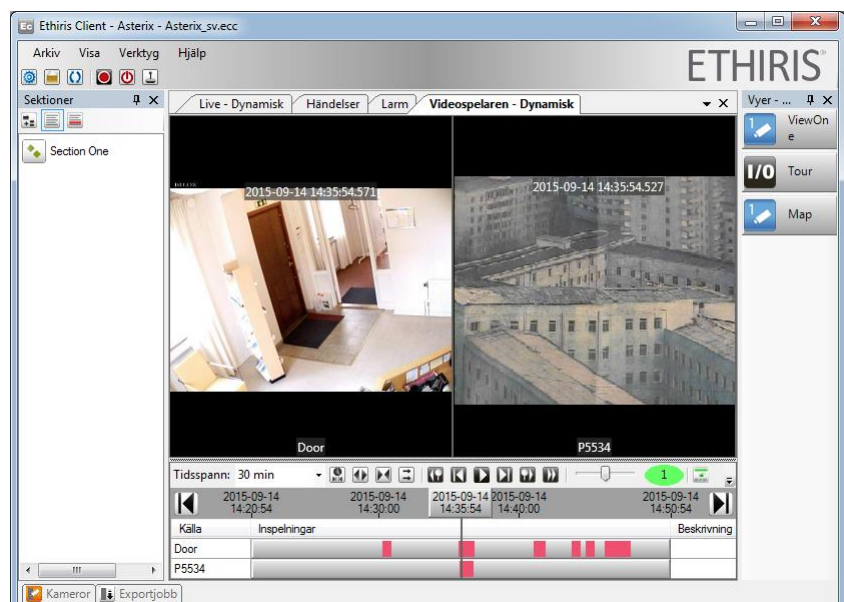 Ec Ethiris Client - Asterix - Asterix_sv.ecc
Arkiv Visa Verktyg Hjälp
ETHIRIS
Sektioner
Live - Dynamisk Händelser Larm Videospelaren - Dynamisk
Vyer - ...
Section One
ViewOn
e
I/O Tour
Map
2015-09-14 14:35:54.571
2015-09-14 14:35:54.527
Door
P5534
Tidsspann: 30 min
1
2015-09-14 2015-09-14 2015-09-14 2015-09-14 2015-09-14
14:20:54 14:30:00 14:35:54 14:40:00 14:50:54
Källa Inspelningar Beskrivning
Door
P5534
Kameror Exportjobb